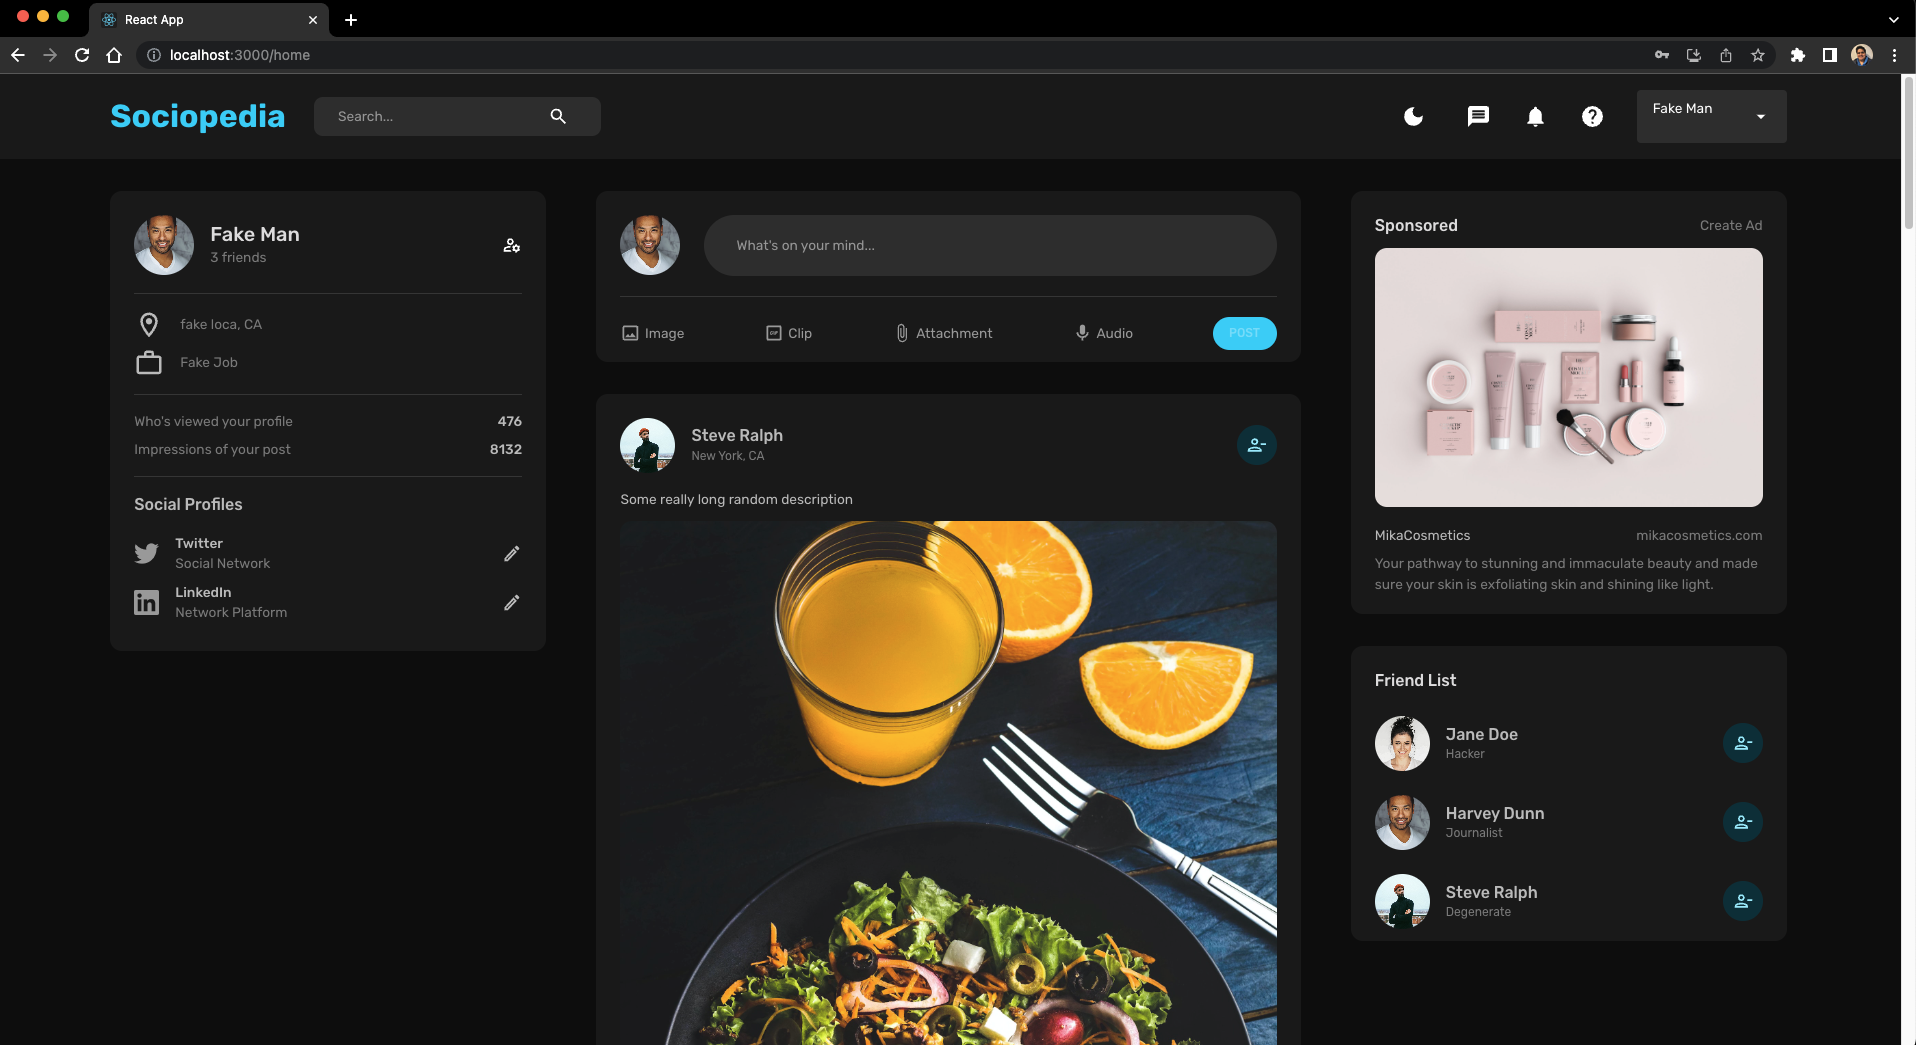 React App
localhost:3000/home
Sociopedia
Search...
Fake Man
Fake Man
3 friends
fake loca, CA
Fake Job
Who's viewed your profile 476
Impressions of your post 8132
Social Profiles
Twitter
Social Network
LinkedIn
Network Platform
What's on your mind...
Image
GIF
Clip
Attachment
Audio
POST
Steve Ralph
New York, CA
Some really long random description
Sponsored
Create Ad
MikaCosmetics
mikacosmetics.com
Your pathway to stunning and immaculate beauty and made
sure your skin is exfoliating skin and shining like light.
Friend List
Jane Doe
Hacker
Harvey Dunn
Journalist
Steve Ralph
Degenerate